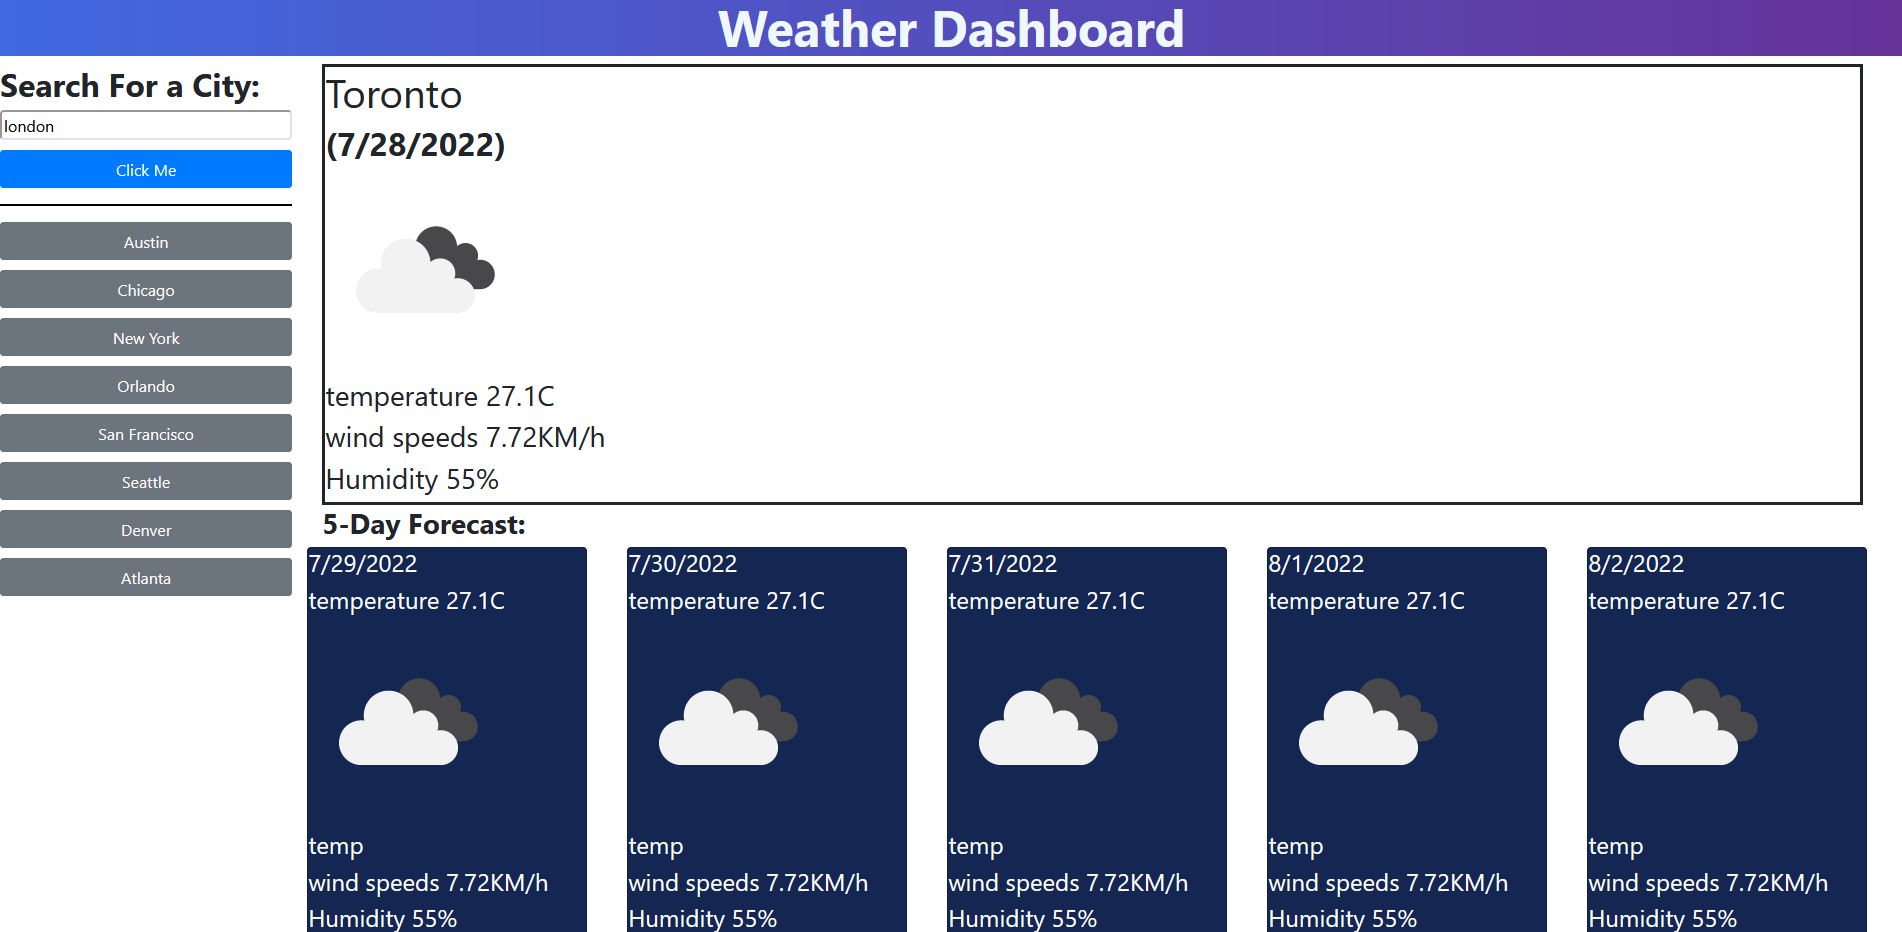 Weather Dashboard
Search For a City:
london
Click Me
Austin
Chicago
New York
Orlando
San Francisco
Seattle
Denver
Atlanta
Toronto
(7/28/2022)
temperature 27.1C
wind speeds 7.72KM/h
Humidity 55%
5-Day Forecast:
7/29/2022
temperature 27.1C
temp
wind speeds 7.72KM/h
Humidity 55%
7/30/2022
temperature 27.1C
temp
wind speeds 7.72KM/h
Humidity 55%
7/31/2022
temperature 27.1C
temp
wind speeds 7.72KM/h
Humidity 55%
8/1/2022
temperature 27.1C
temp
wind speeds 7.72KM/h
Humidity 55%
8/2/2022
temperature 27.1C
temp
wind speeds 7.72KM/h
Humidity 55%